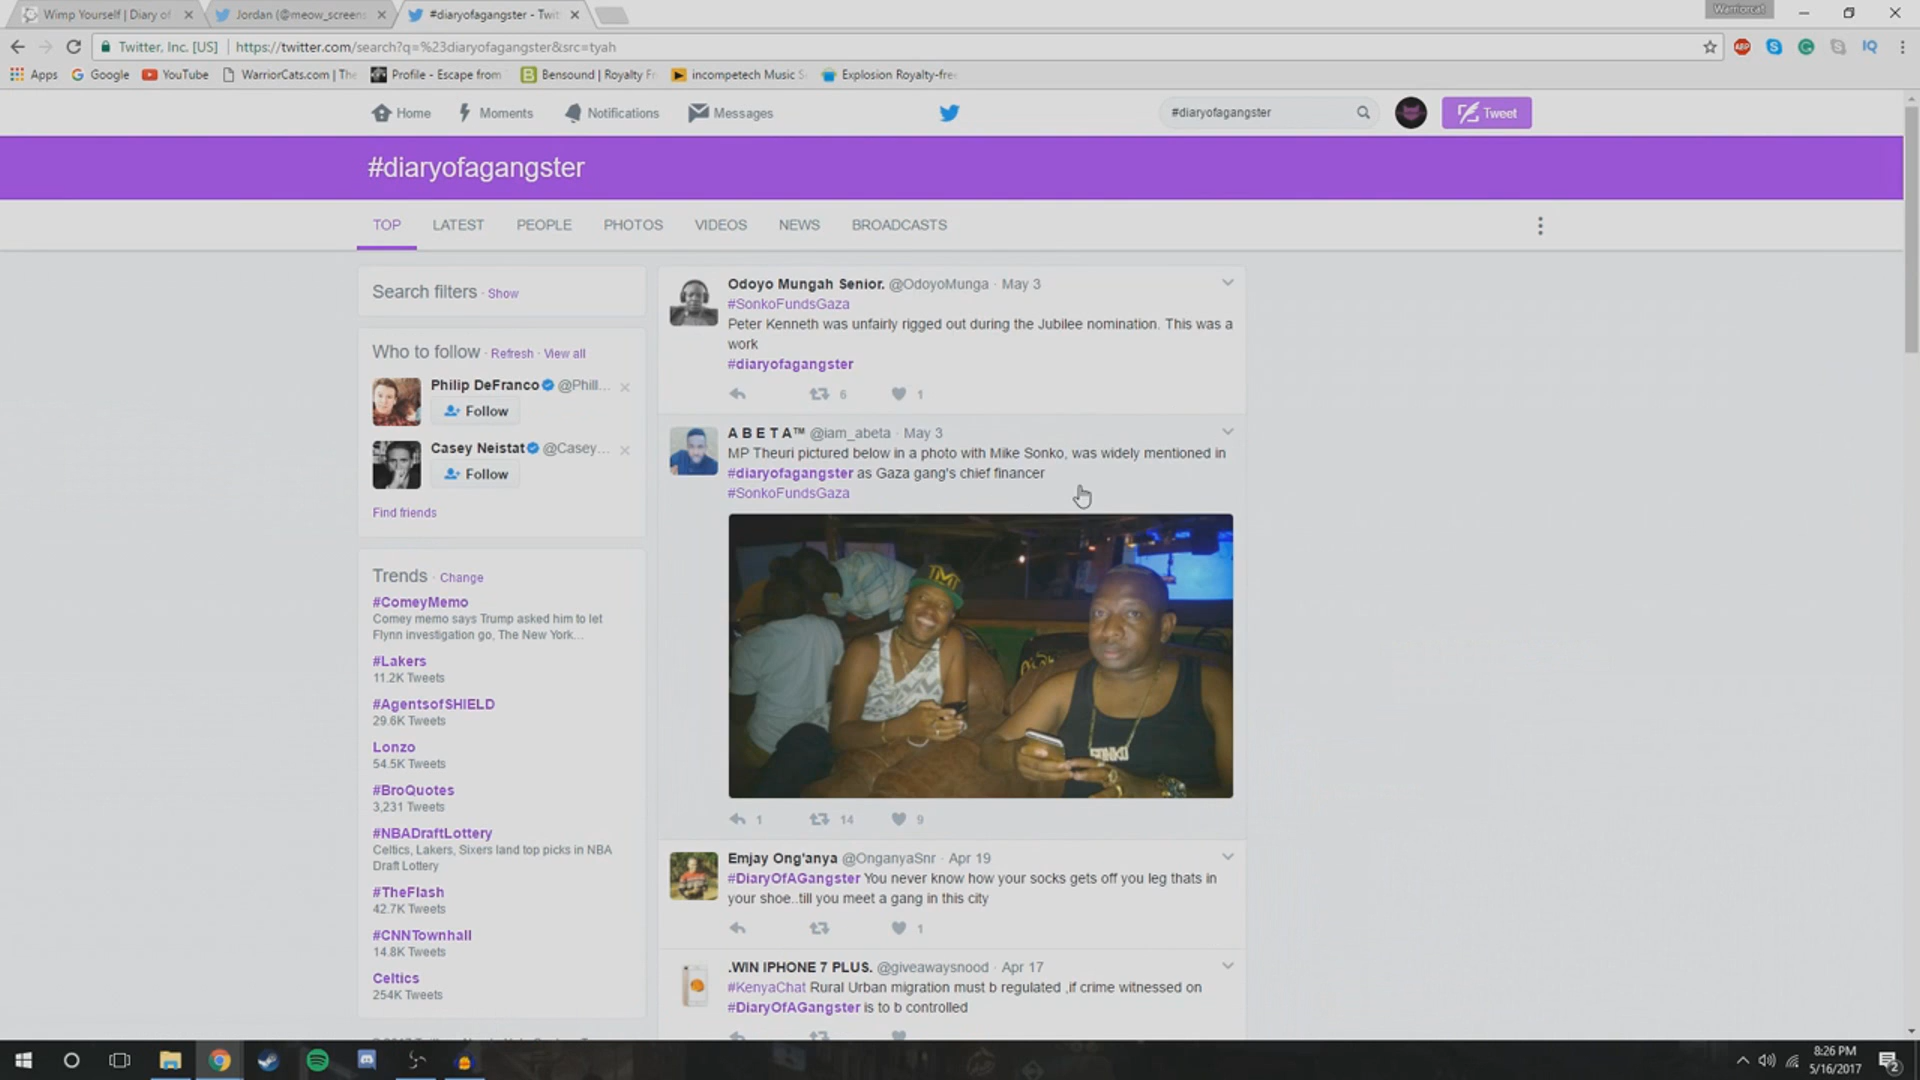 Wimp Yourself | Diary of
Jordan (@meow_screens
#diaryofagangster - Twit
Warriorcat
Twitter, Inc. [US]
https://twitter.com/search?q=%23diaryofagangster&src=tyah
ABP
IQ
Apps
Google
YouTube
WarriorCats.com | The
Profile - Escape from
Bensound | Royalty Fr
incompetech Music S
Explosion Royalty-free
Home
Moments
Notifications
Messages
#diaryofagangster
Tweet
#diaryofagangster
TOP
LATEST
PEOPLE
PHOTOS
VIDEOS
NEWS
BROADCASTS
Search filters · Show
Who to follow · Refresh · View all
Philip DeFranco @Phill...
Follow
Casey Neistat @Casey...
Follow
Find friends
Trends · Change
#ComeyMemo
Comey memo says Trump asked him to let
Flynn investigation go, The New York...
#Lakers
11.2K Tweets
#AgentsofSHIELD
29.6K Tweets
Lonzo
54.5K Tweets
#BroQuotes
3,231 Tweets
#NBADraftLottery
Celtics, Lakers, Sixers land top picks in NBA
Draft Lottery
#TheFlash
42.7K Tweets
#CNNTownhall
14.8K Tweets
Celtics
254K Tweets
Odoyo Mungah Senior. @OdoyoMunga · May 3
#SonkoFundsGaza
Peter Kenneth was unfairly rigged out during the Jubilee nomination. This was a
work
#diaryofagangster
6
1
A B E T A™ @iam_abeta · May 3
MP Theuri pictured below in a photo with Mike Sonko, was widely mentioned in
#diaryofagangster as Gaza gang's chief financer
#SonkoFundsGaza
TMT
SONKO
1
14
9
Emjay Ong'anya @OnganyaSnr · Apr 19
#DiaryOfAGangster You never know how your socks gets off you leg thats in
your shoe..till you meet a gang in this city
1
.WIN IPHONE 7 PLUS. @giveawaysnood · Apr 17
#KenyaChat Rural Urban migration must b regulated ,if crime witnessed on
#DiaryOfAGangster is to b controlled
8:26 PM
5/16/2017
2